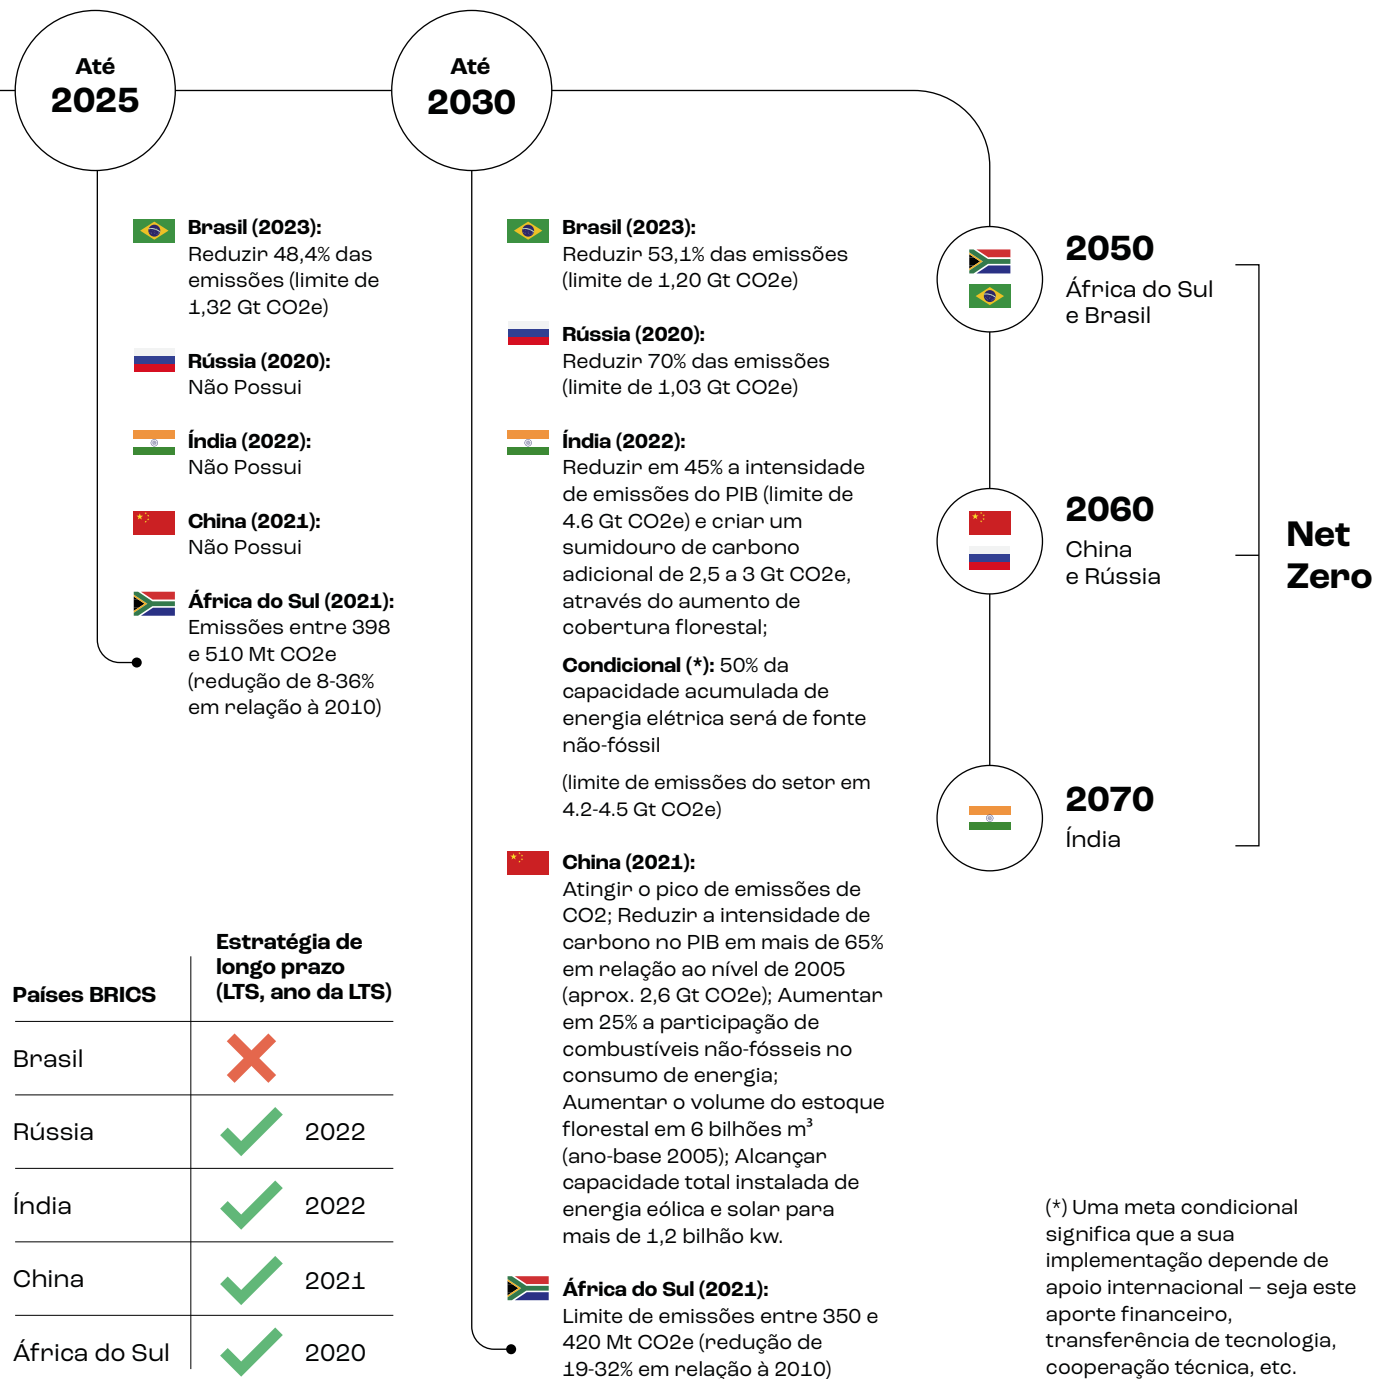 Até
2025
Brasil (2023):
Reduzir 48,4% das
emissões (limite de
1,32 Gt CO2e)
Rússia (2020):
Não Possui
Índia (2022):
Não Possui
China (2021):
Não Possui
África do Sul (2021):
Emissões entre 398
e 510 Mt CO2e
(redução de 8-36%
em relação à 2010)
Até
2030
Brasil (2023):
Reduzir 53,1% das emissões
(limite de 1,20 Gt CO2e)
Rússia (2020):
Reduzir 70% das emissões
(limite de 1,03 Gt CO2e)
Índia (2022):
Reduzir em 45% a intensidade
de emissões do PIB (limite de
4.6 Gt CO2e) e criar um
sumidouro de carbono
adicional de 2,5 a 3 Gt CO2e,
através do aumento de
cobertura florestal;
Condicional (*): 50% da
capacidade acumulada de
energia elétrica será de fonte
não-fóssil
(limite de emissões do setor em
4.2-4.5 Gt CO2e)
China (2021):
Atingir o pico de emissões de
CO2; Reduzir a intensidade de
carbono no PIB em mais de 65%
em relação ao nível de 2005
(aprox. 2,6 Gt CO2e); Aumentar
em 25% a participação de
combustíveis não-fósseis no
consumo de energia;
Aumentar o volume do estoque
florestal em 6 bilhões m³
(ano-base 2005); Alcançar
capacidade total instalada de
energia eólica e solar para
mais de 1,2 bilhão kw.
África do Sul (2021):
Limite de emissões entre 350 e
420 Mt CO2e (redução de
19-32% em relação à 2010)
2050
África do Sul
e Brasil
2060
China
e Rússia
2070
Índia
Net
Zero
Países BRICS
Estratégia de
longo prazo
(LTS, ano da LTS)
Brasil
Rússia 2022
Índia 2022
China 2021
África do Sul 2020
(*) Uma meta condicional
significa que a sua
implementação depende de
apoio internacional – seja este
aporte financeiro,
transferência de tecnologia,
cooperação técnica, etc.